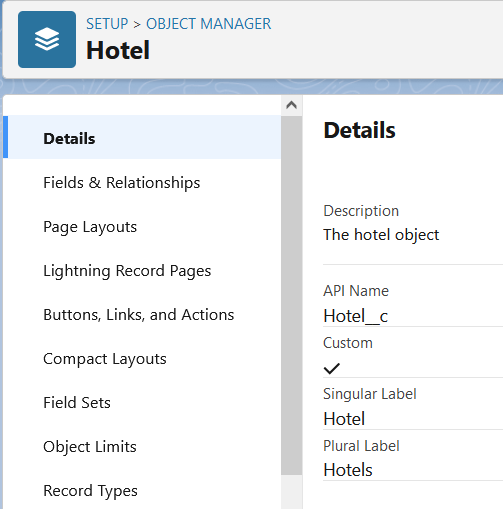 SETUP > OBJECT MANAGER
Hotel
Details
Fields & Relationships
Page Layouts
Lightning Record Pages
Buttons, Links, and Actions
Compact Layouts
Field Sets
Object Limits
Record Types
Details
Description
The hotel object
API Name
Hotel__c
Custom
Singular Label
Hotel
Plural Label
Hotels